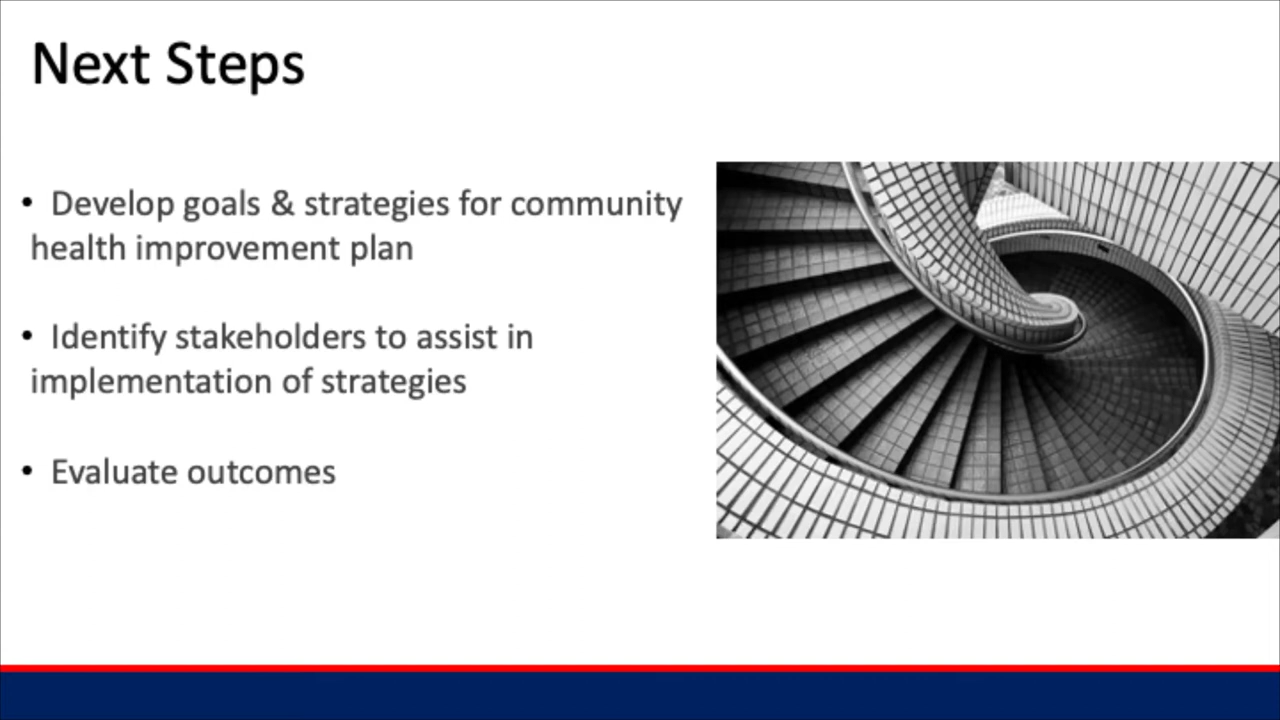 Next Steps
• Develop goals & strategies for community
health improvement plan
• Identify stakeholders to assist in
implementation of strategies
• Evaluate outcomes